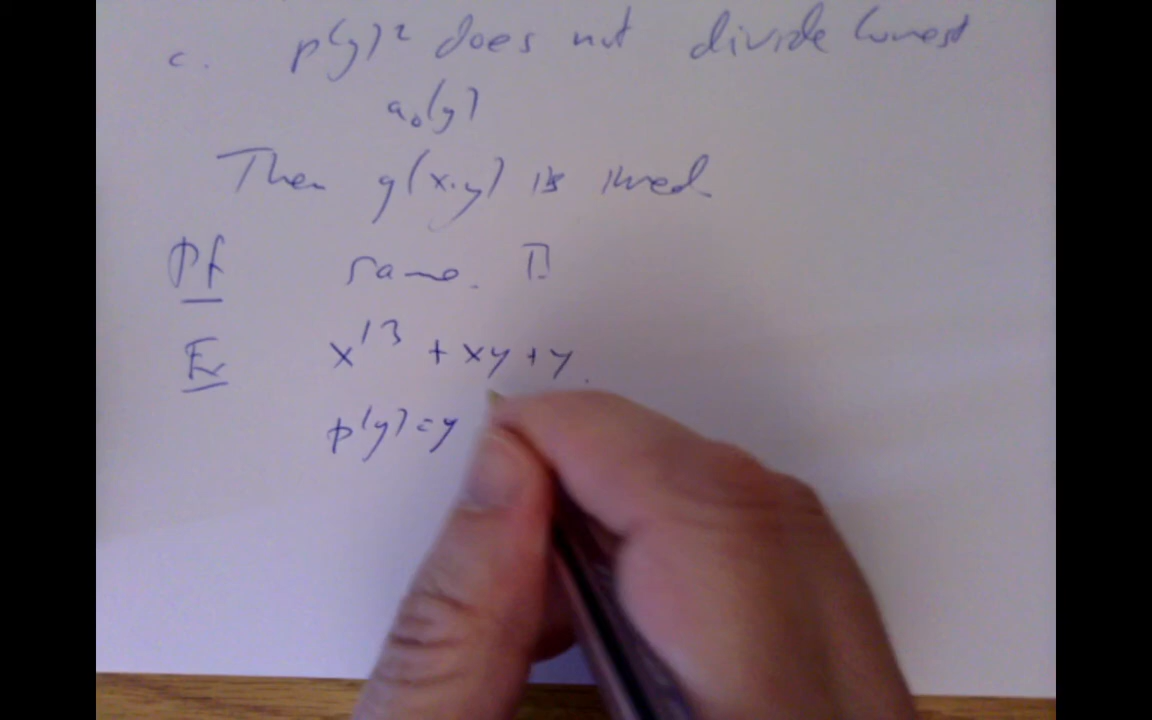 c. p(y)² does not divide lowest
a₀(y)
Then g(x,y) is irred
Pf same. □
Ex x¹³ + xy + y.
p(y) = y